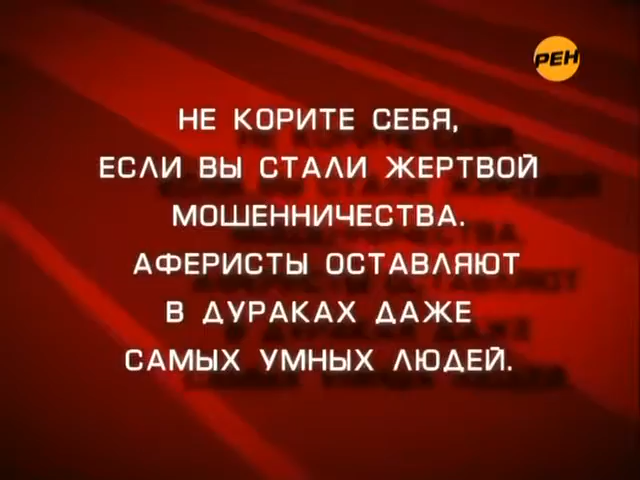 РЕН
НЕ КОРИТЕ СЕБЯ,
ЕСЛИ ВЫ СТАЛИ ЖЕРТВОЙ
МОШЕННИЧЕСТВА.
АФЕРИСТЫ ОСТАВЛЯЮТ
В ДУРАКАХ ДАЖЕ
САМЫХ УМНЫХ ЛЮДЕЙ.